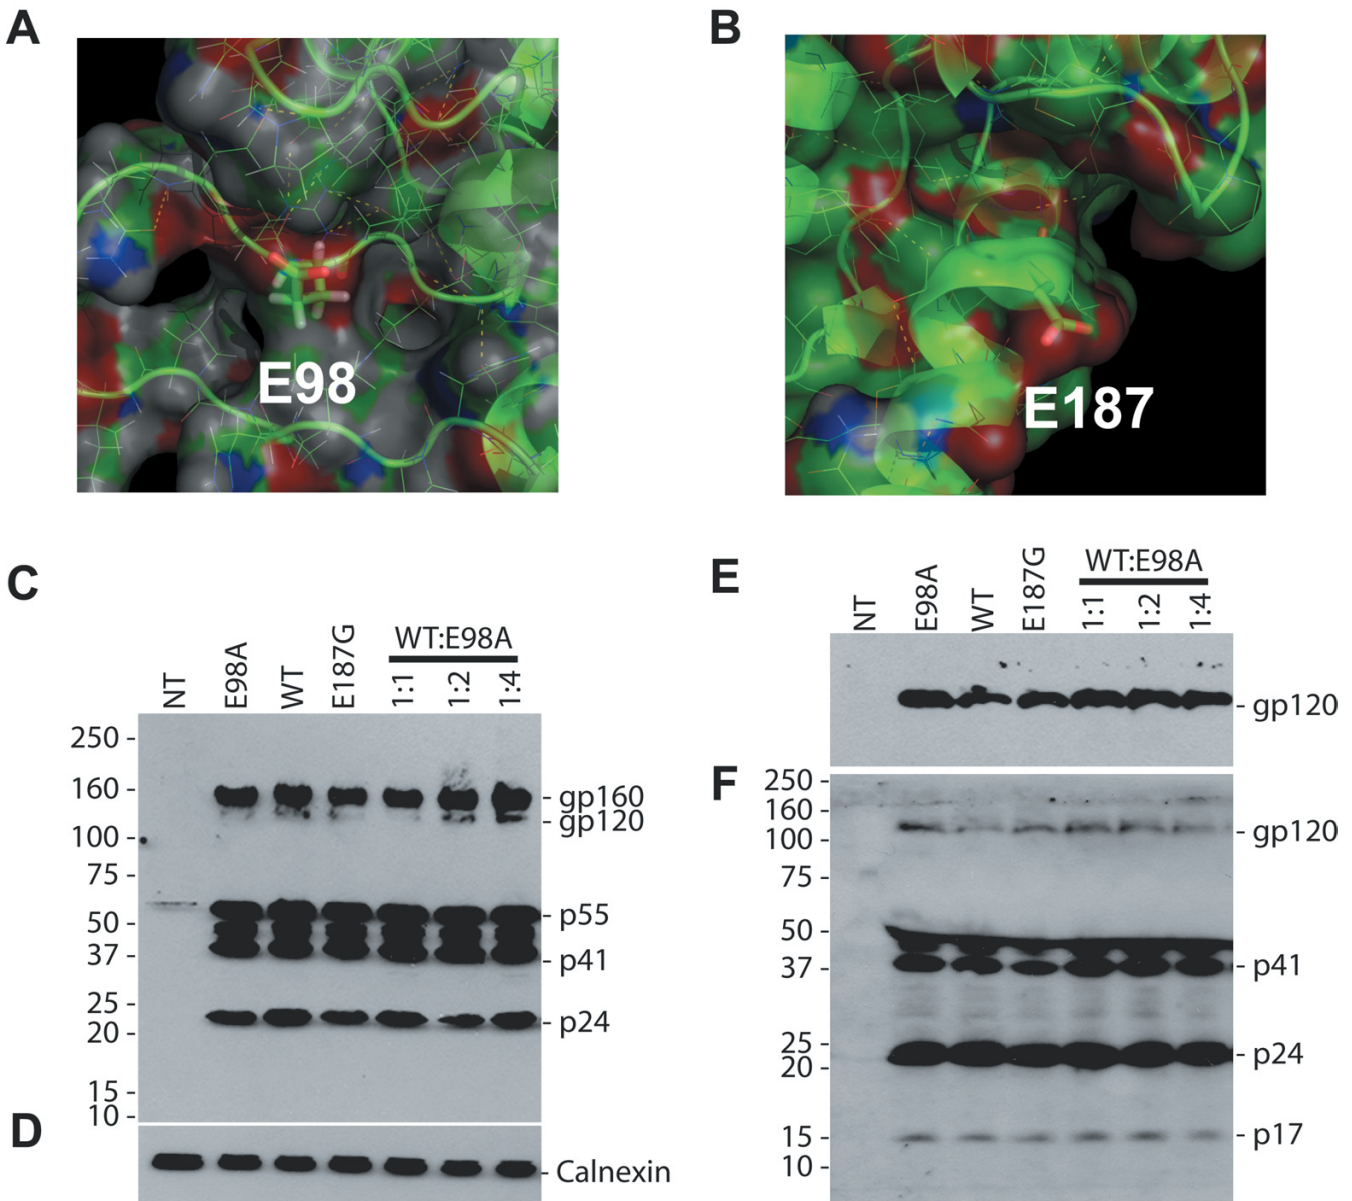 A
B
E98
E187
C
WT:E98A
NT
E98A
WT
E187G
1:1
1:2
1:4
250 -
160 -
100 -
75 -
50 -
37 -
25 -
20 -
15 -
10 -
- gp160
- gp120
- p55
- p41
- p24
D
- Calnexin
E
WT:E98A
NT
E98A
WT
E187G
1:1
1:2
1:4
- gp120
F
250 -
160 -
100 -
75 -
50 -
37 -
25 -
20 -
15 -
10 -
- gp120
- p41
- p24
- p17